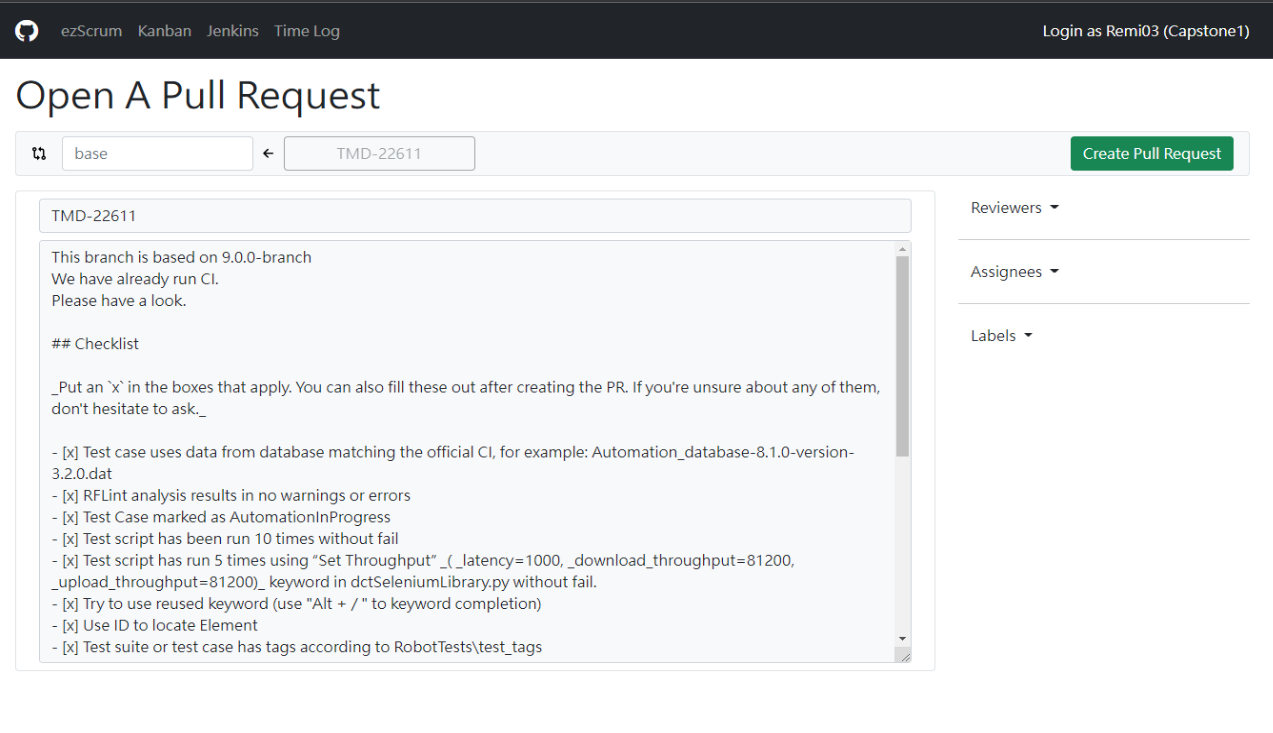 ezScrum Kanban Jenkins Time Log Login as Remi03 (Capstone1)
Open A Pull Request
base TMD-22611 Create Pull Request
TMD-22611
This branch is based on 9.0.0-branch
We have already run CI.
Please have a look.
## Checklist
_Put an `x` in the boxes that apply. You can also fill these out after creating the PR. If you're unsure about any of them,
don't hesitate to ask._
- [x] Test case uses data from database matching the official CI, for example: Automation_database-8.1.0-version-
3.2.0.dat
- [x] RFLint analysis results in no warnings or errors
- [x] Test Case marked as AutomationInProgress
- [x] Test script has been run 10 times without fail
- [x] Test script has run 5 times using “Set Throughput” _( _latency=1000, _download_throughput=81200,
_upload_throughput=81200)_ keyword in dctSeleniumLibrary.py without fail.
- [x] Try to use reused keyword (use "Alt + / " to keyword completion)
- [x] Use ID to locate Element
- [x] Test suite or test case has tags according to RobotTests\test_tags
Reviewers
Assignees
Labels